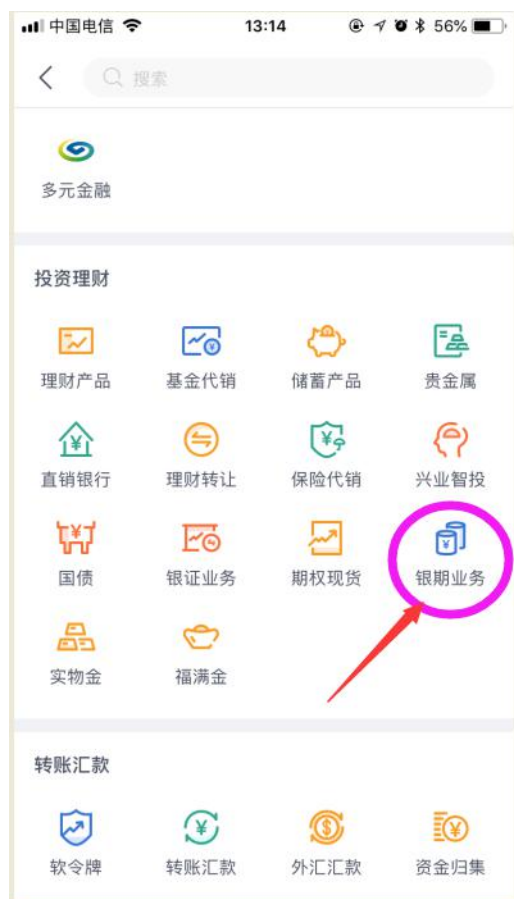 中国电信 13:14 56%
搜索
多元金融
投资理财
理财产品 基金代销 储蓄产品 贵金属
直销银行 理财转让 保险代销 兴业智投
国债 银证业务 期权现货 银期业务
实物金 福满金
转账汇款
软令牌 转账汇款 外汇汇款 资金归集